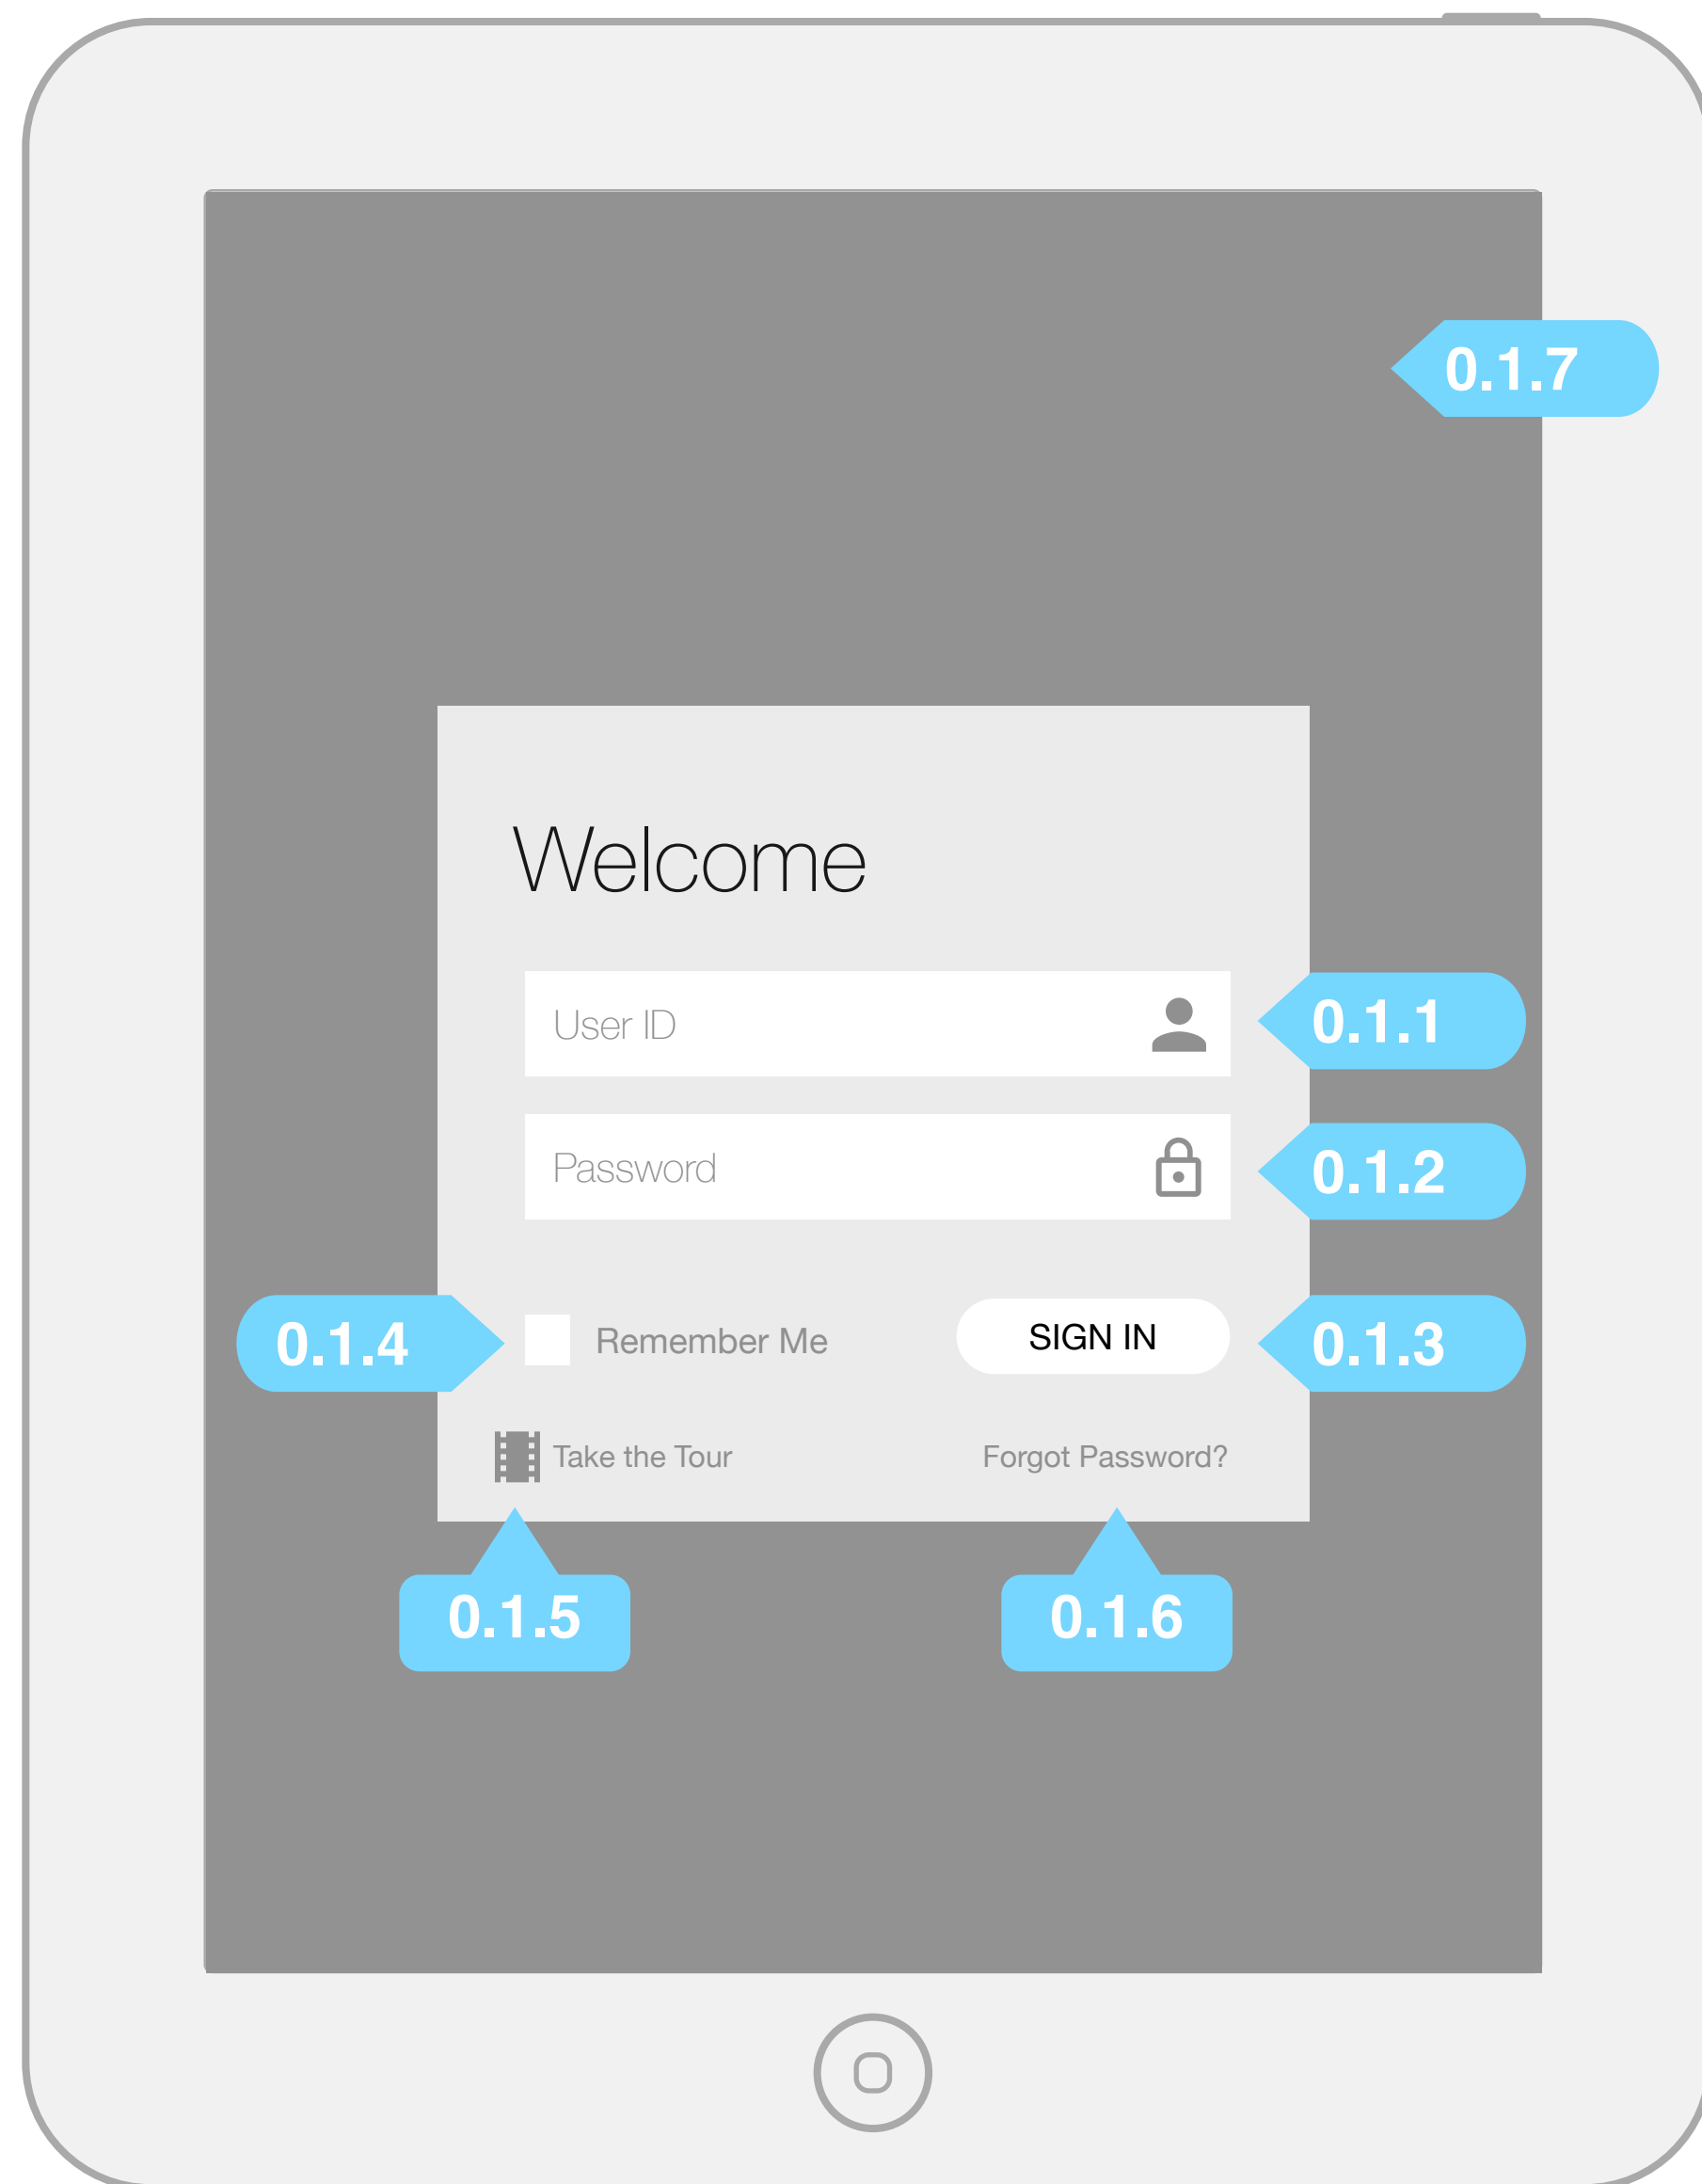 0.1.7
Welcome
User ID
0.1.1
Password
0.1.2
0.1.4
Remember Me
SIGN IN
0.1.3
Take the Tour
Forgot Password?
0.1.5
0.1.6